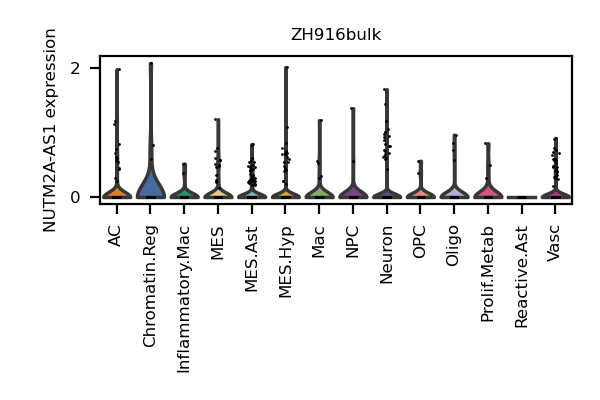 ZH916bulk
NUTM2A-AS1 expression
2
0
AC
Chromatin.Reg
Inflammatory.Mac
MES
MES.Ast
MES.Hyp
Mac
NPC
Neuron
OPC
Oligo
Prolif.Metab
Reactive.Ast
Vasc